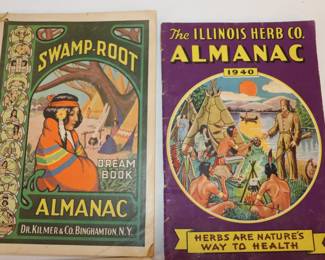 SWAMP-ROOT
DREAM
BOOK
ALMANAC
DR. KILMER & CO. BINGHAMTON, N.Y.
The ILLINOIS HERB CO.
ALMANAC
1940
HERBS ARE NATURE'S
WAY TO HEALTH